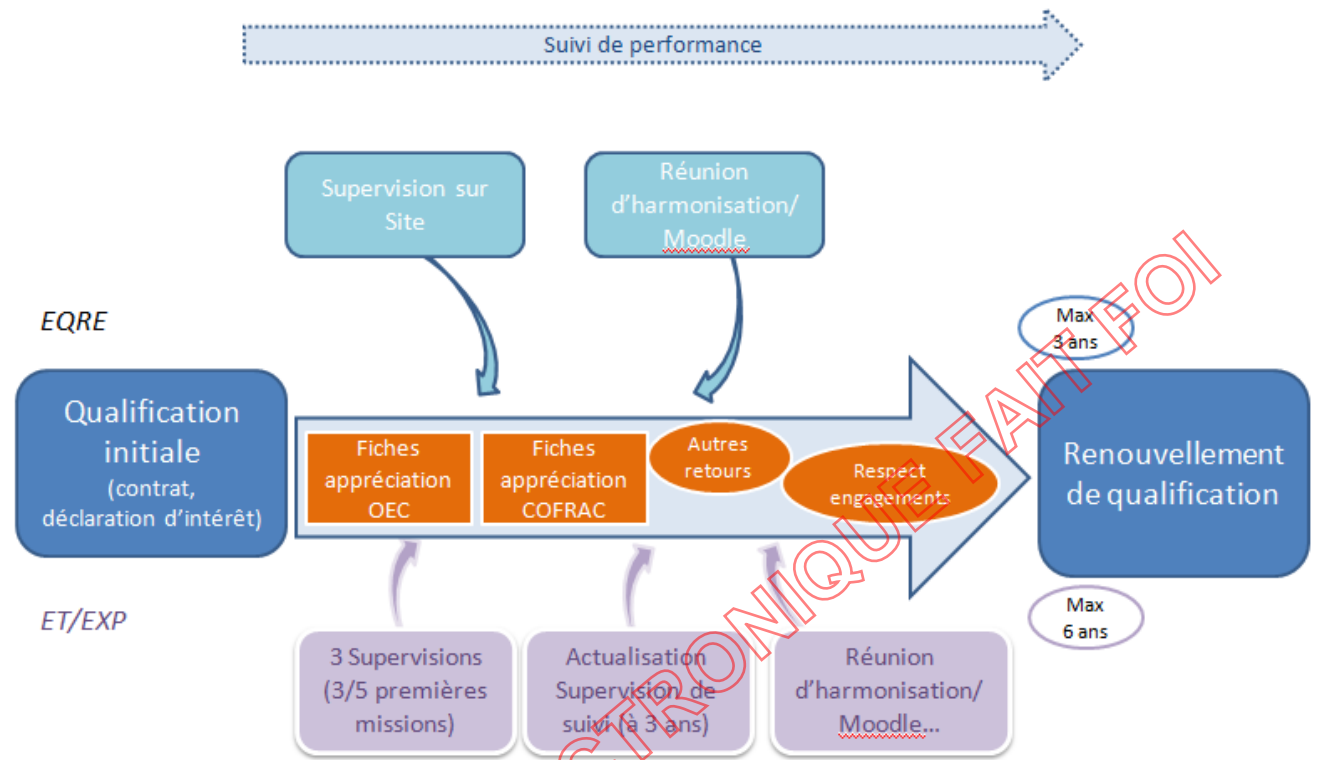 Suivi de performance
Supervision sur
Site
Réunion
d'harmonisation/
Moodle
EQRE
Max
3 ans
Qualification
initiale
(contrat,
déclaration d'intérêt)
Fiches
appréciation
OEC
Fiches
appréciation
COFRAC
Autres
retours
Respect
engagements
Renouvellement
de qualification
ET/EXP
Max
6 ans
3 Supervisions
(3/5 premières
missions)
Actualisation
Supervision de
suivi (à 3 ans)
Réunion
d'harmonisation/
Moodle...
CTRONIQUE FAIT FOI